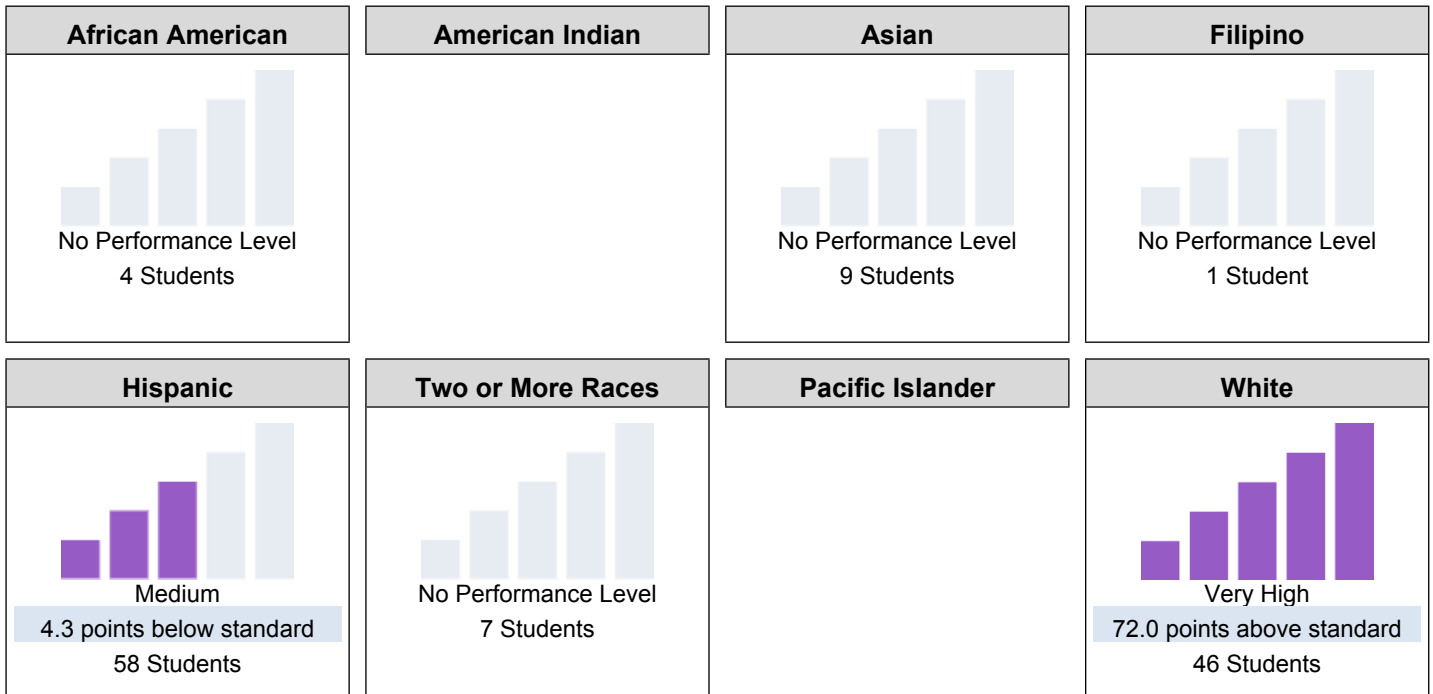 African American
No Performance Level
4 Students
American Indian
Asian
No Performance Level
9 Students
Filipino
No Performance Level
1 Student
Hispanic
Medium
4.3 points below standard
58 Students
Two or More Races
No Performance Level
7 Students
Pacific Islander
White
Very High
72.0 points above standard
46 Students